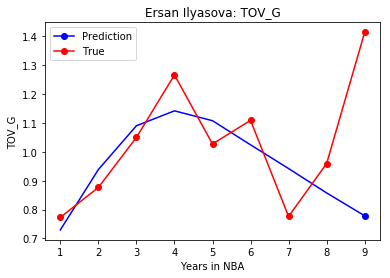 Ersan Ilyasova: TOV_G
Prediction
True
1.4
1.3
1.2
1.1
1.0
0.9
0.8
0.7
TOV_G
1 2 3 4 5 6 7 8 9
Years in NBA